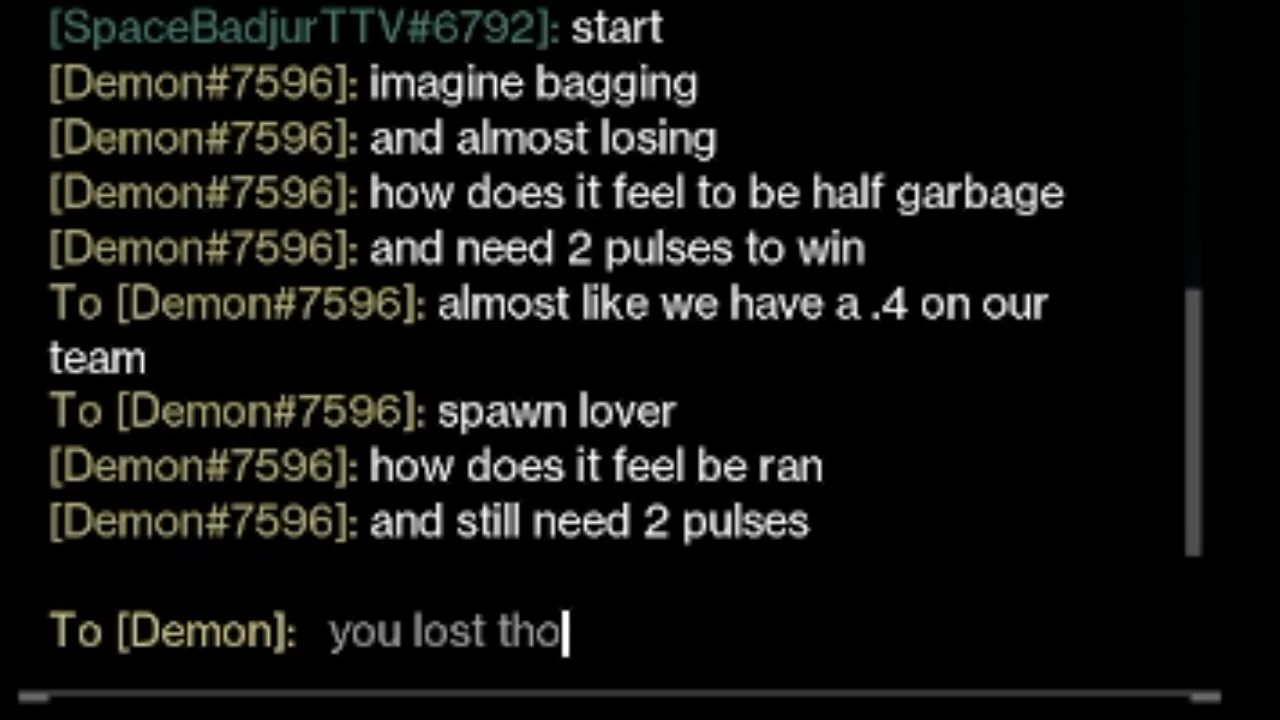 [SpaceBadjurTTV#6792]: start
[Demon#7596]: imagine bagging
[Demon#7596]: and almost losing
[Demon#7596]: how does it feel to be half garbage
[Demon#7596]: and need 2 pulses to win
To [Demon#7596]: almost like we have a .4 on our
team
To [Demon#7596]: spawn lover
[Demon#7596]: how does it feel be ran
[Demon#7596]: and still need 2 pulses
To [Demon]: you lost tho